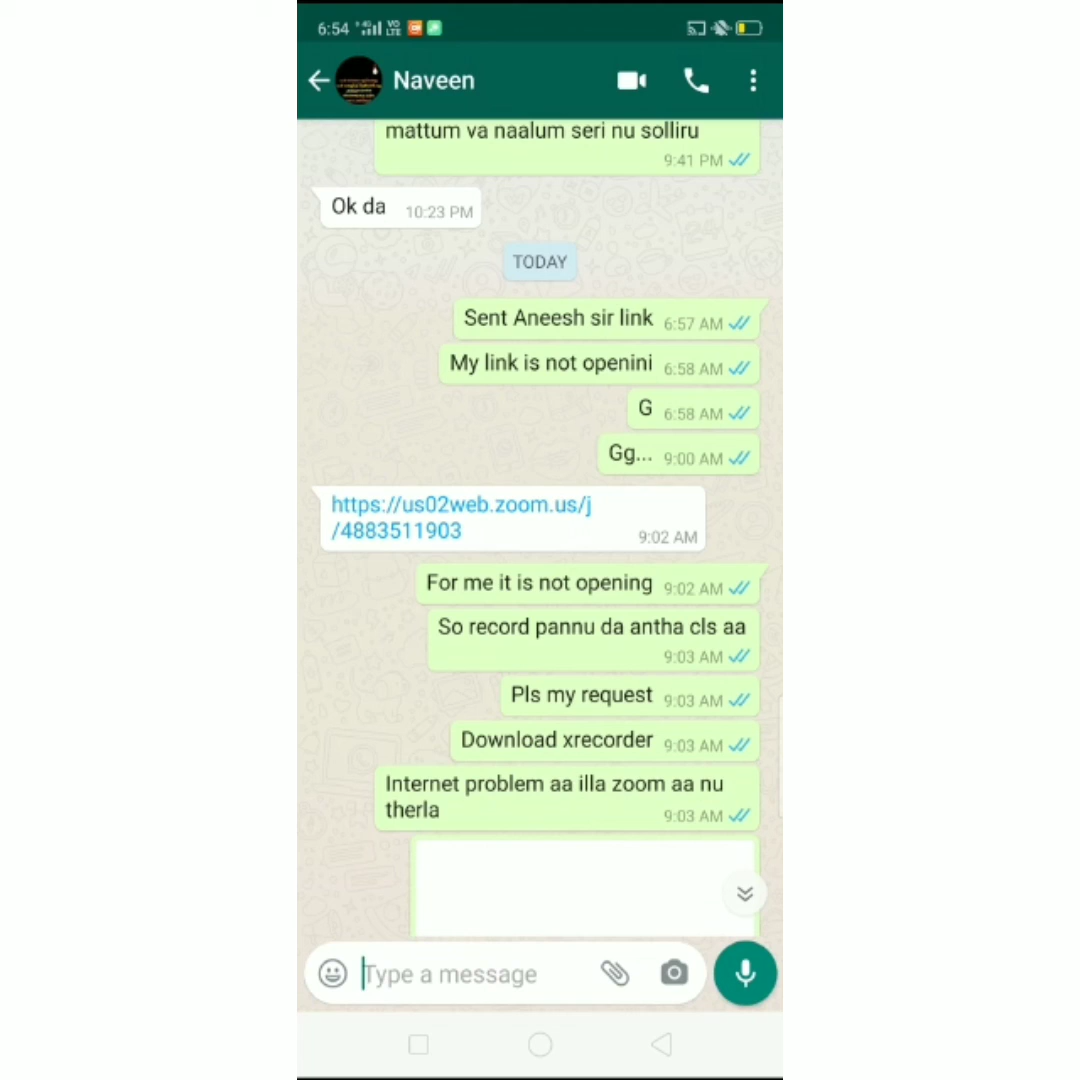 6:54
4G
VO
LTE
Naveen
mattum va naalum seri nu solliru
9:41 PM
Ok da
10:23 PM
TODAY
Sent Aneesh sir link
6:57 AM
My link is not openini
6:58 AM
G
6:58 AM
Gg...
9:00 AM
https://us02web.zoom.us/j
/4883511903
9:02 AM
For me it is not opening
9:02 AM
So record pannu da antha cls aa
9:03 AM
Pls my request
9:03 AM
Download xrecorder
9:03 AM
Internet problem aa illa zoom aa nu
therla
9:03 AM
Type a message